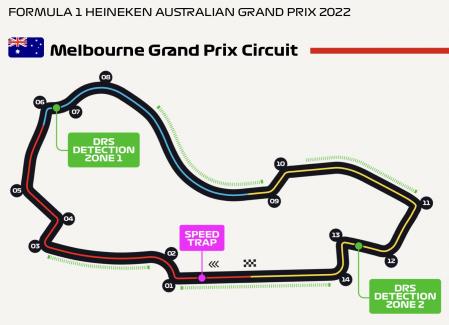 FORMULA 1 HEINEKEN AUSTRALIAN GRAND PRIX 2022
Melbourne Grand Prix Circuit
08
06
07
DRS
DETECTION
ZONE 1
10
05
09
11
04
SPEED
TRAP
13
03
02
12
01
14
DRS
DETECTION
ZONE 2